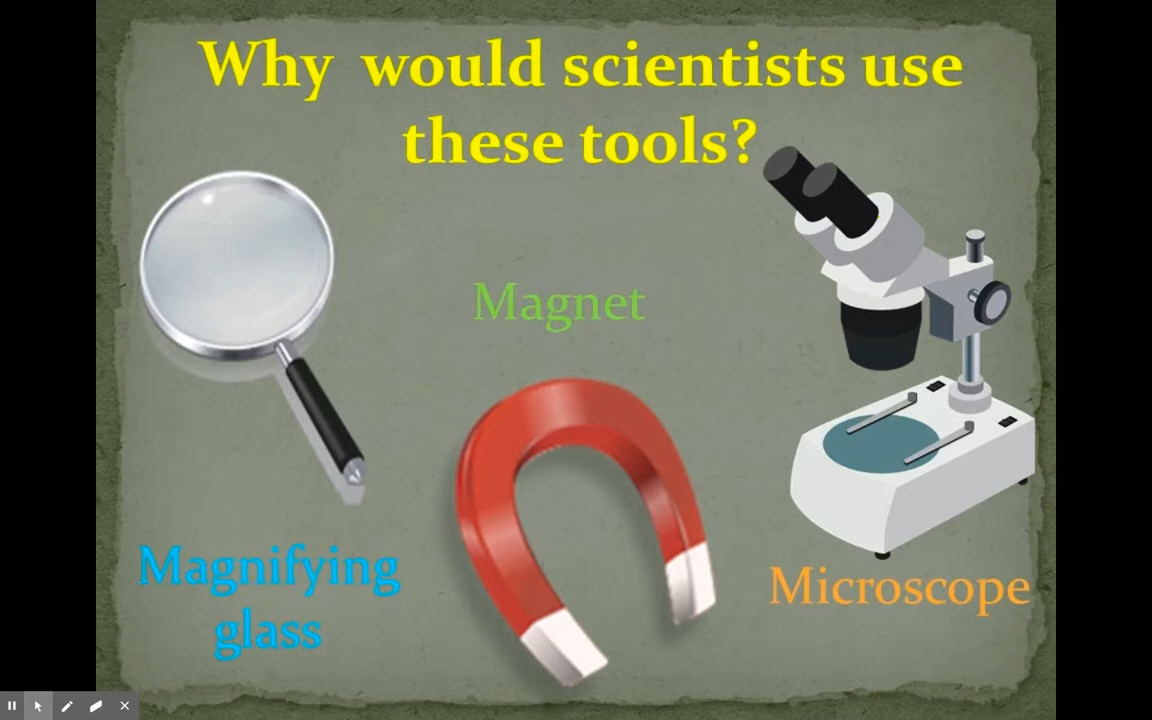 Why would scientists use
these tools?
Magnet
Magnifying
glass
Microscope